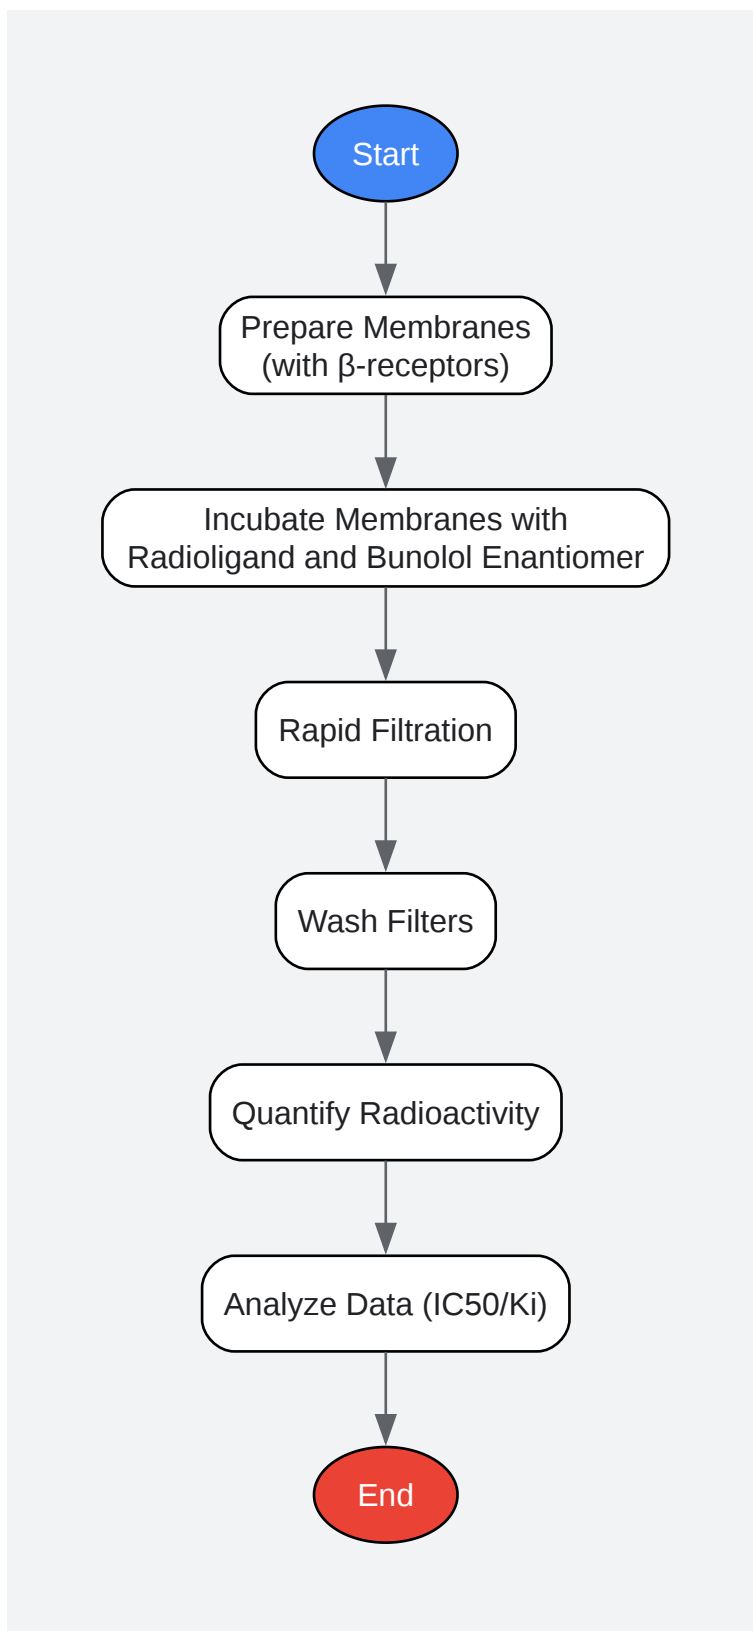 Start
Prepare Membranes
(with β-receptors)
Incubate Membranes with
Radioligand and Bunolol Enantiomer
Rapid Filtration
Wash Filters
Quantify Radioactivity
Analyze Data (IC50/Ki)
End